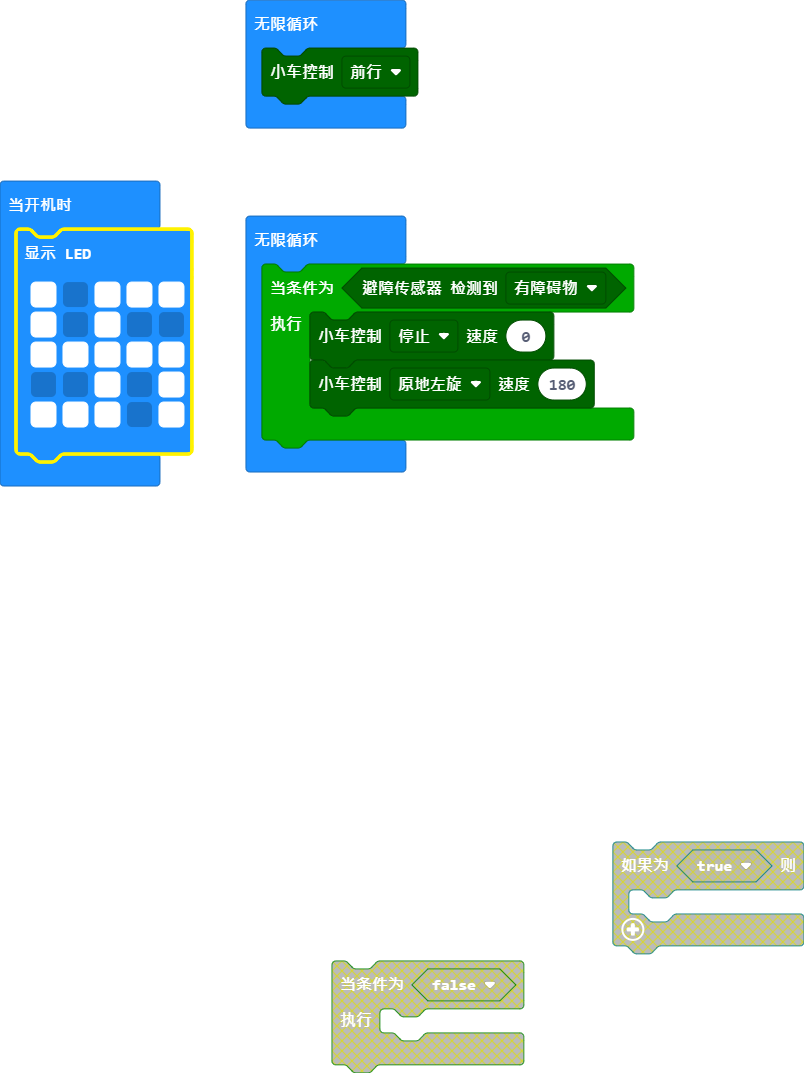 无限循环
小车控制 前行
当开机时
显示 LED
无限循环
当条件为 避障传感器 检测到 有障碍物
执行
小车控制 停止 速度 0
小车控制 原地左旋 速度 180
如果为 true 则
当条件为 false
执行